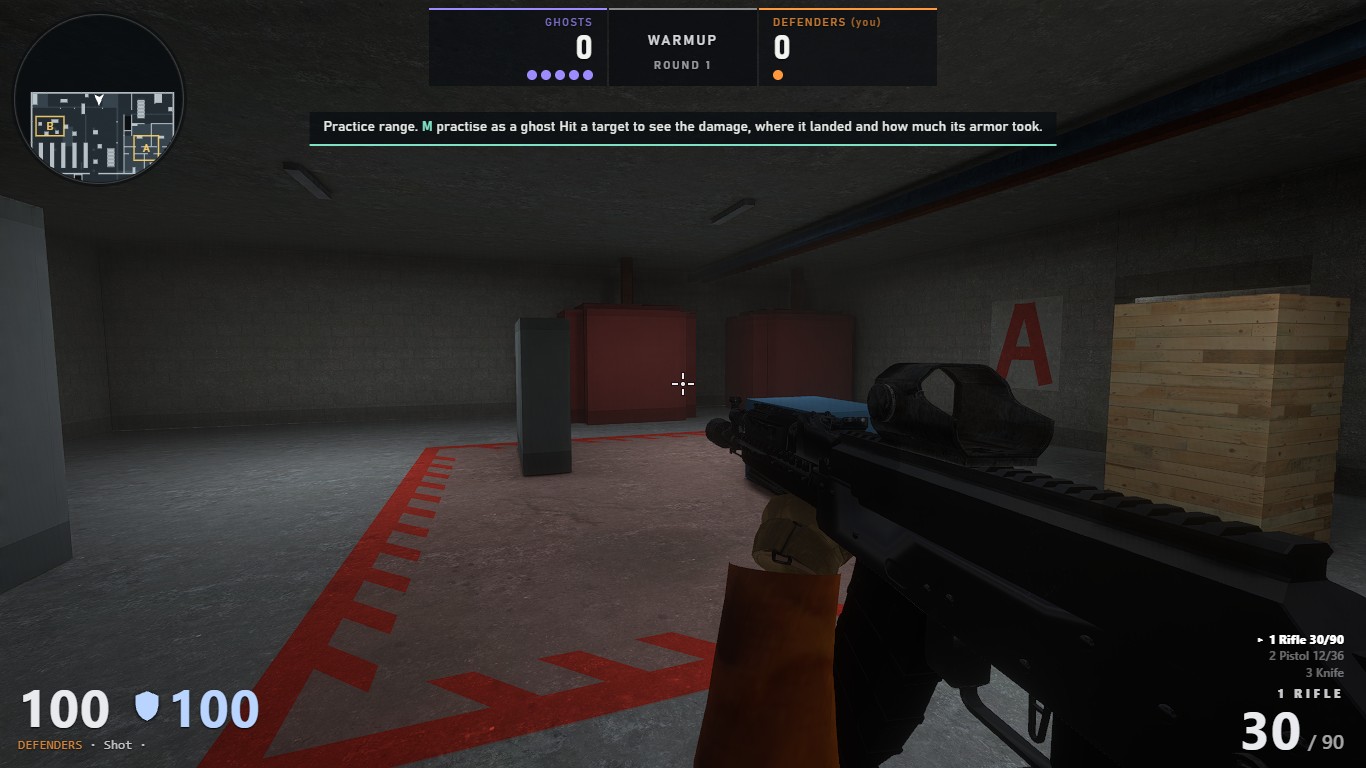 GHOSTS
0
WARMUP
ROUND 1
DEFENDERS (you)
0
B
A
Practice range. M practise as a ghost Hit a target to see the damage, where it landed and how much its armor took.
A
▸ 1 Rifle 30/90
2 Pistol 12/36
3 Knife
1 RIFLE
30 / 90
100 100
DEFENDERS · Shot ·